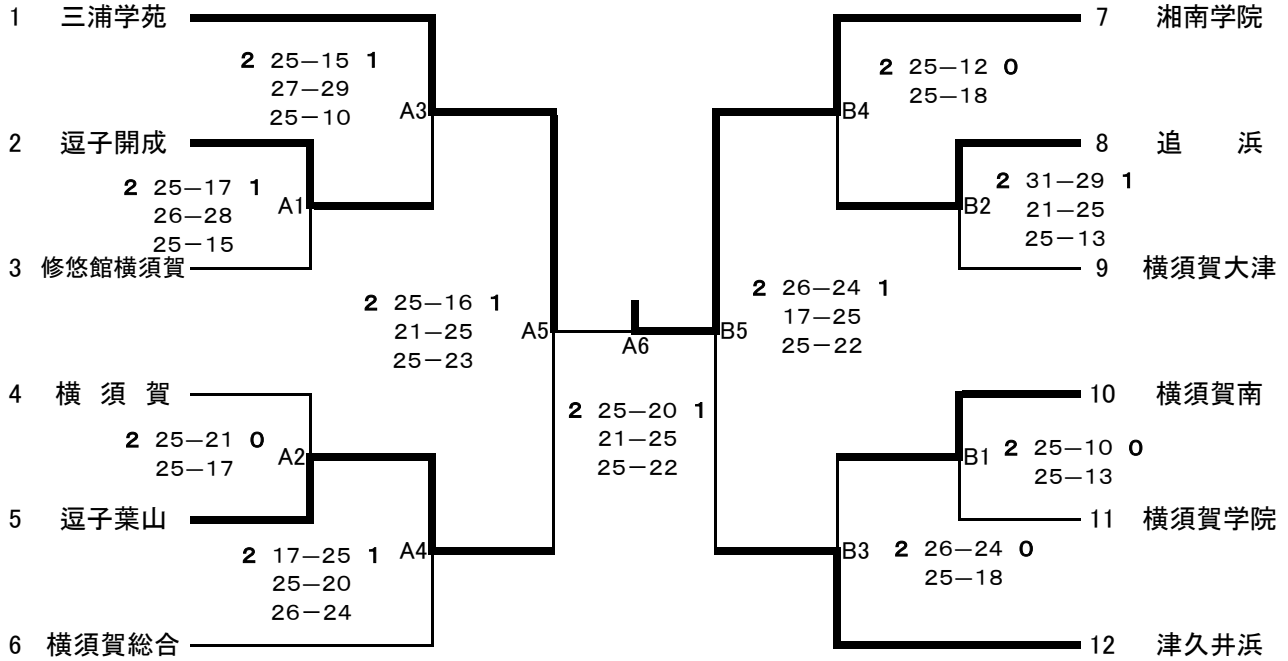 1 三浦学苑
2 25－15 1
27－29
25－10
A3
2 逗子開成
2 25－17 1
26－28
25－15
A1
3 修悠館横須賀
2 25－16 1
21－25
25－23
A5
4 横 須 賀
2 25－21 0
25－17
A2
5 逗子葉山
2 17－25 1
25－20
26－24
A4
6 横須賀総合
A6
2 25－20 1
21－25
25－22
7 湘南学院
2 25－12 0
25－18
B4
8 追 浜
2 31－29 1
21－25
25－13
B2
9 横須賀大津
2 26－24 1
17－25
25－22
B5
10 横須賀南
2 25－10 0
25－13
B1
11 横須賀学院
B3 2 26－24 0
25－18
12 津久井浜